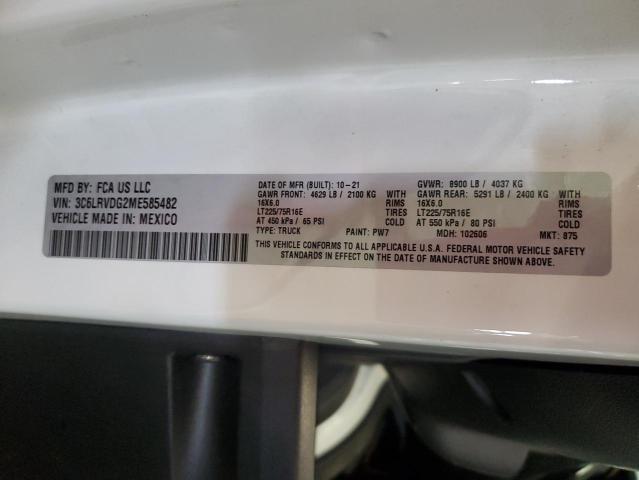 MFD BY: FCA US LLC
VIN: 3C6LRVDG2ME585482
VEHICLE MADE IN: MEXICO
DATE OF MFR (BUILT): 10-21 GVWR: 8900 LB / 4037 KG
GAWR FRONT: 4629 LB / 2100 KG WITH GAWR REAR: 5291 LB / 2400 KG WITH
16X6.0 RIMS 16X6.0 RIMS
LT225/75R16E TIRES LT225/75R16E TIRES
AT 450 kPa / 65 PSI COLD AT 550 kPa / 80 PSI COLD
TYPE: TRUCK PAINT: PW7 MDH: 102606 MKT: 875
THIS VEHICLE CONFORMS TO ALL APPLICABLE U.S.A. FEDERAL MOTOR VEHICLE SAFETY
STANDARDS IN EFFECT ON THE DATE OF MANUFACTURE SHOWN ABOVE.